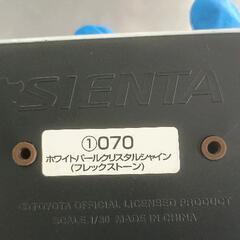 SIENTA
①070
ホワイトパールクリスタルシャイン
(フレックストーン)
©TOYOTA OFFICIAL LICENSED PRODUCT
SCALE 1/30 MADE IN CHINA